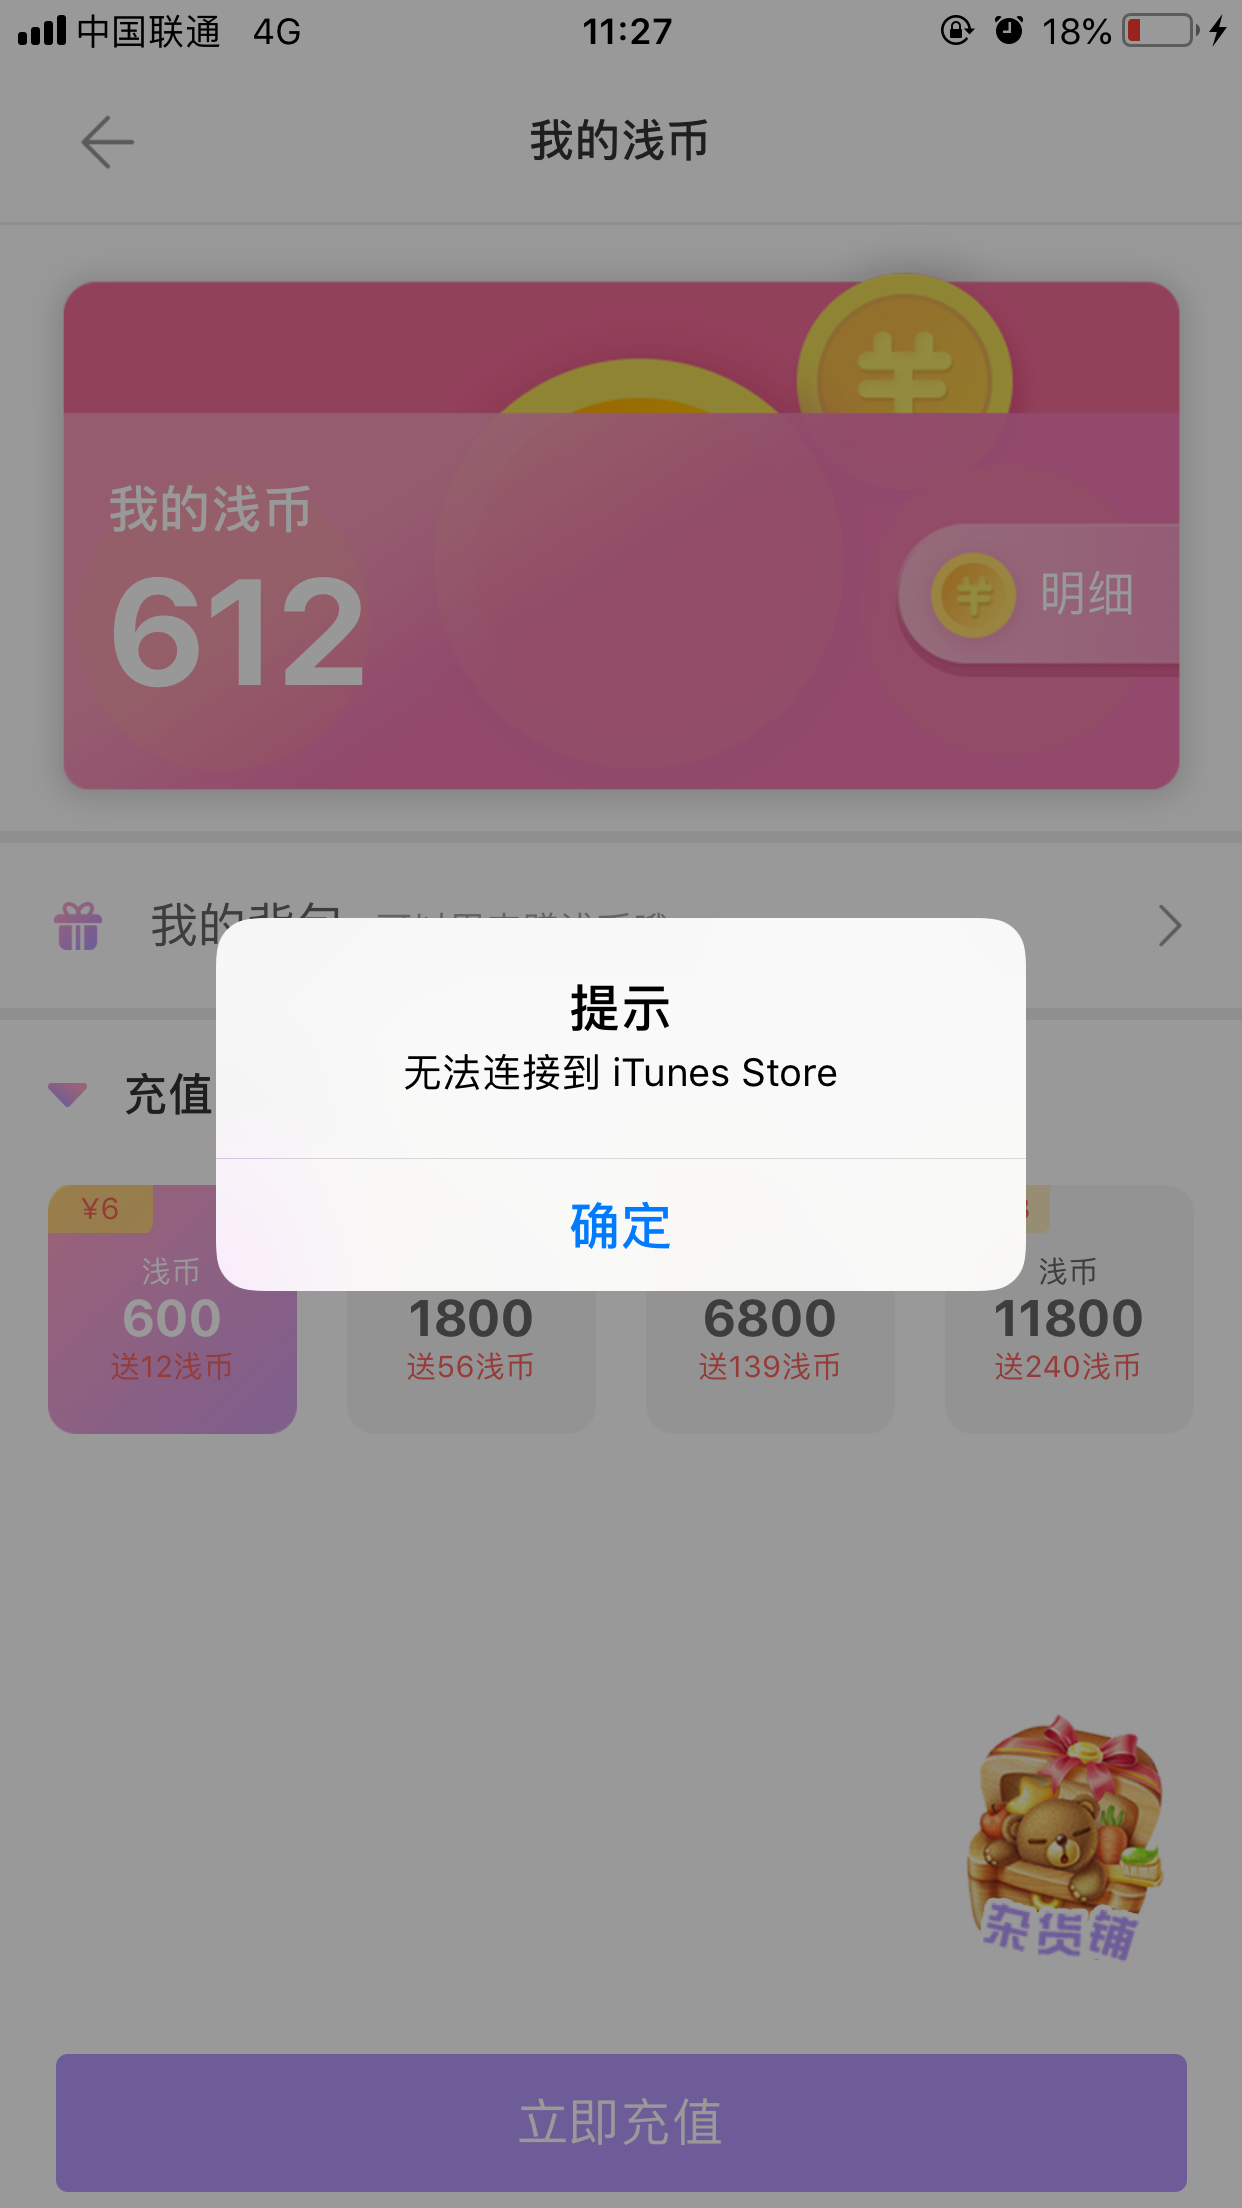 中国联通 4G 11:27 18%
我的浅币
我的浅币
612
明细
我的背包
提示
无法连接到 iTunes Store
确定
充值
¥6
浅币 浅币
600 1800 6800 11800
送12浅币 送56浅币 送139浅币 送240浅币
杂货铺
立即充值